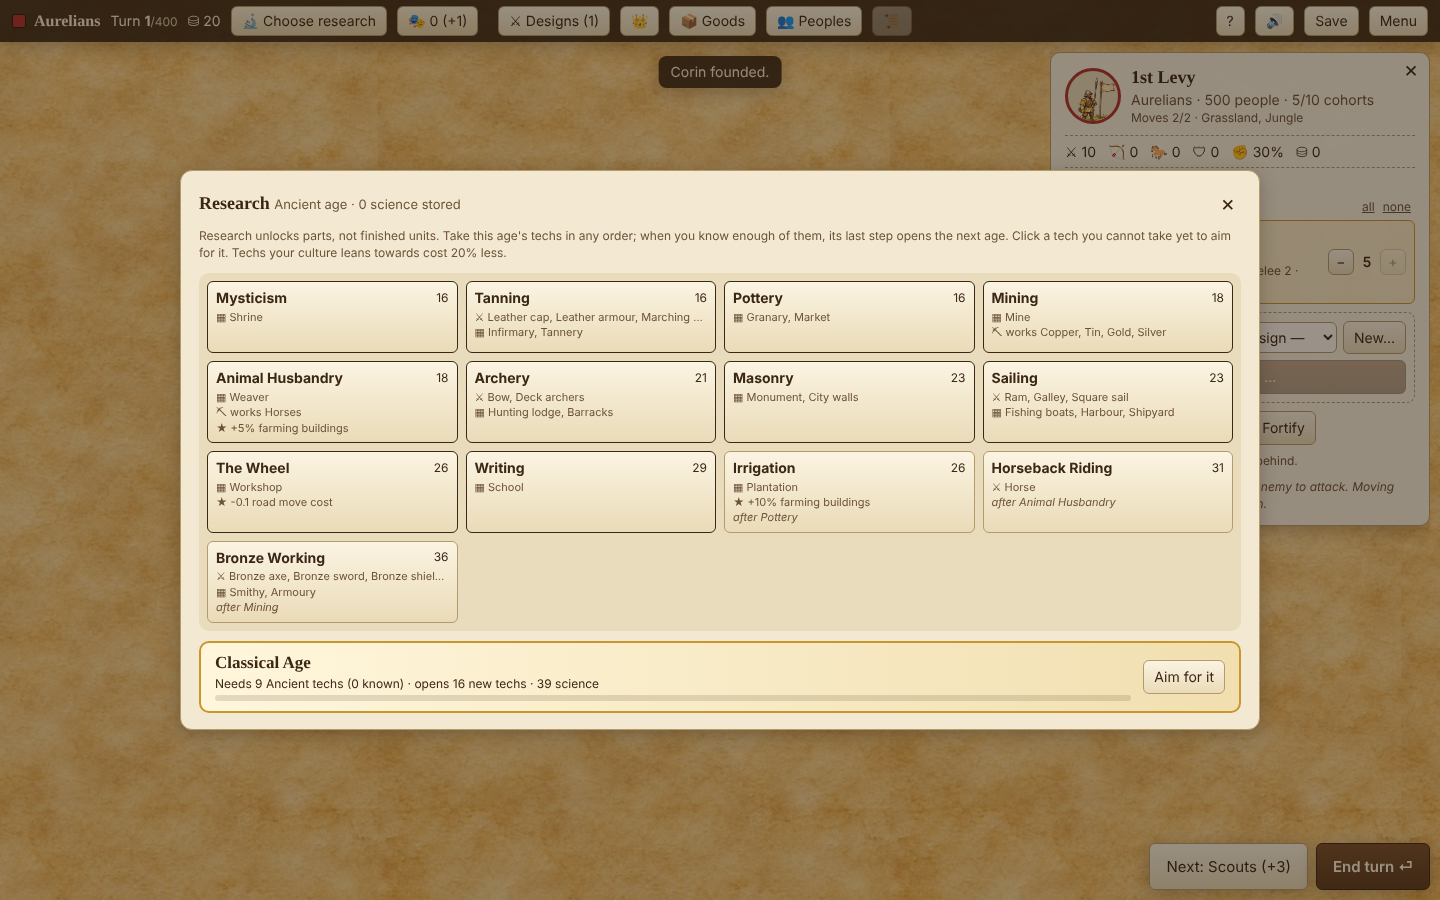 Aurelians Turn 1/400 20 Choose research 0 (+1) Designs (1) Goods Peoples ? Save Menu
Corin founded.
1st Levy
Aurelians · 500 people · 5/10 cohorts
Moves 2/2 · Grassland, Jungle
10 0 0 0 30% 0
all none
elee 2 ·
− 5 +
sign — New...
...
Fortify
behind.
nemy to attack. Moving
n.
Research Ancient age · 0 science stored
Research unlocks parts, not finished units. Take this age's techs in any order; when you know enough of them, its last step opens the next age. Click a tech you cannot take yet to aim
for it. Techs your culture leans towards cost 20% less.
Mysticism 16
Shrine
Tanning 16
Leather cap, Leather armour, Marching ...
Infirmary, Tannery
Pottery 16
Granary, Market
Mining 18
Mine
works Copper, Tin, Gold, Silver
Animal Husbandry 18
Weaver
works Horses
★ +5% farming buildings
Archery 21
Bow, Deck archers
Hunting lodge, Barracks
Masonry 23
Monument, City walls
Sailing 23
Ram, Galley, Square sail
Fishing boats, Harbour, Shipyard
The Wheel 26
Workshop
★ -0.1 road move cost
Writing 29
School
Irrigation 26
Plantation
★ +10% farming buildings
after Pottery
Horseback Riding 31
Horse
after Animal Husbandry
Bronze Working 36
Bronze axe, Bronze sword, Bronze shiel...
Smithy, Armoury
after Mining
Classical Age
Needs 9 Ancient techs (0 known) · opens 16 new techs · 39 science
Aim for it
Next: Scouts (+3) End turn ⏎